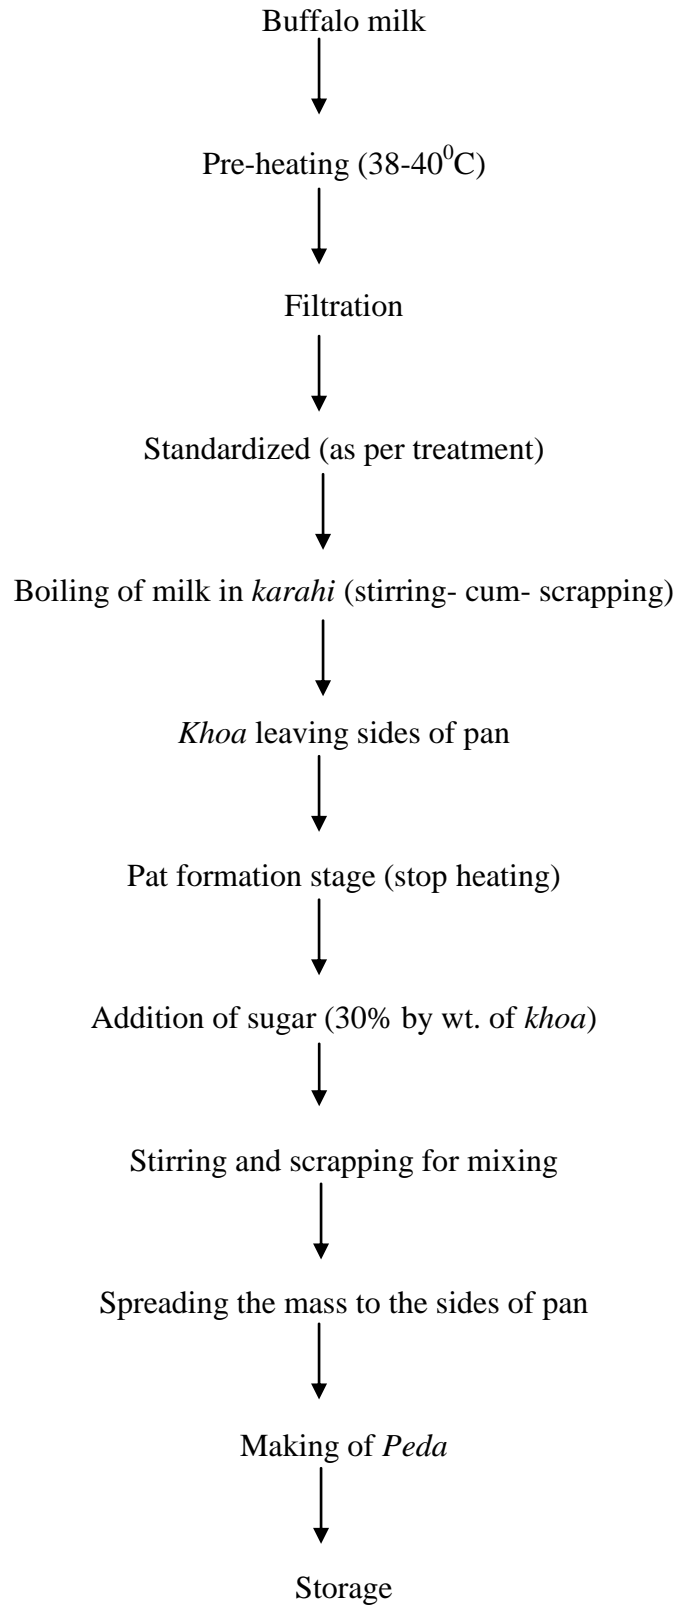 Buffalo milk
Pre-heating (38-40⁰C)
Filtration
Standardized (as per treatment)
Boiling of milk in karahi (stirring- cum- scrapping)
Khoa leaving sides of pan
Pat formation stage (stop heating)
Addition of sugar (30% by wt. of khoa)
Stirring and scrapping for mixing
Spreading the mass to the sides of pan
Making of Peda
Storage